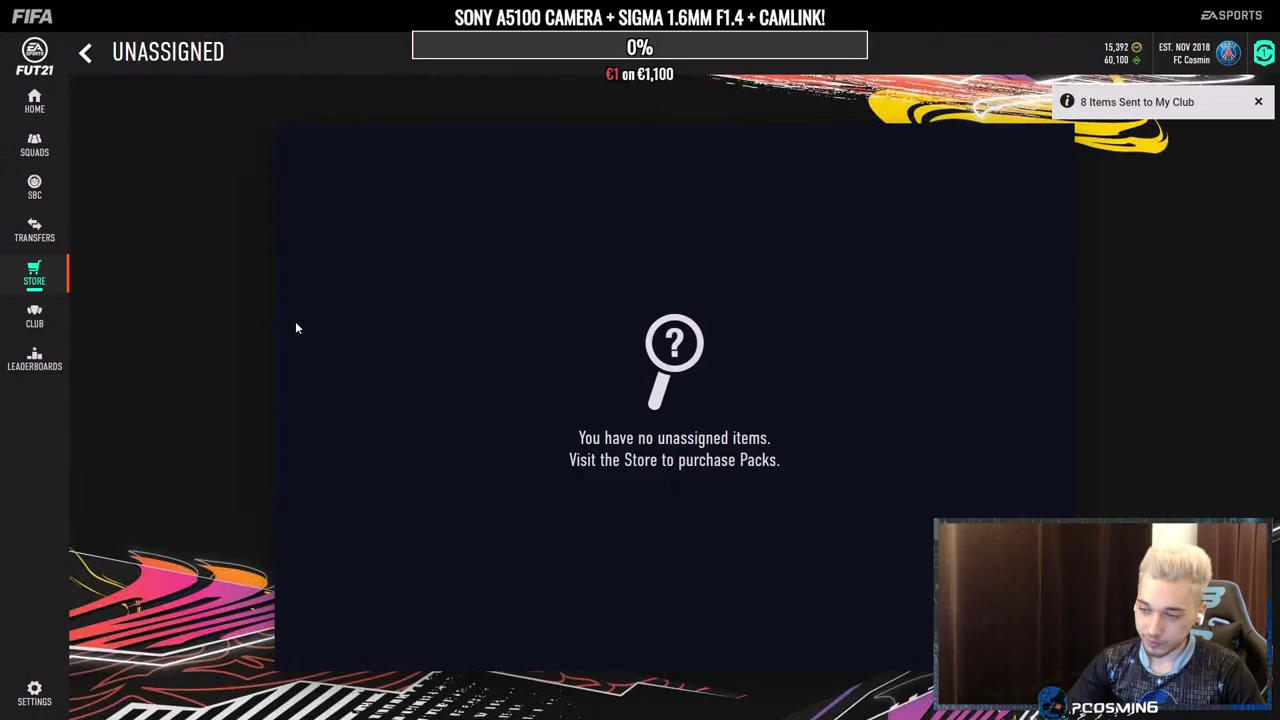 FIFA
SONY A5100 CAMERA + SIGMA 1.6MM F1.4 + CAMLINK!
EA SPORTS
0%
€1 on €1,100
EA SPORTS
FUT21
UNASSIGNED
15,392
60,100
EST. NOV 2018
FC Cosmin
8 Items Sent to My Club
HOME
SQUADS
SBC
TRANSFERS
STORE
CLUB
LEADERBOARDS
SETTINGS
You have no unassigned items.
Visit the Store to purchase Packs.
PCOSMIN6